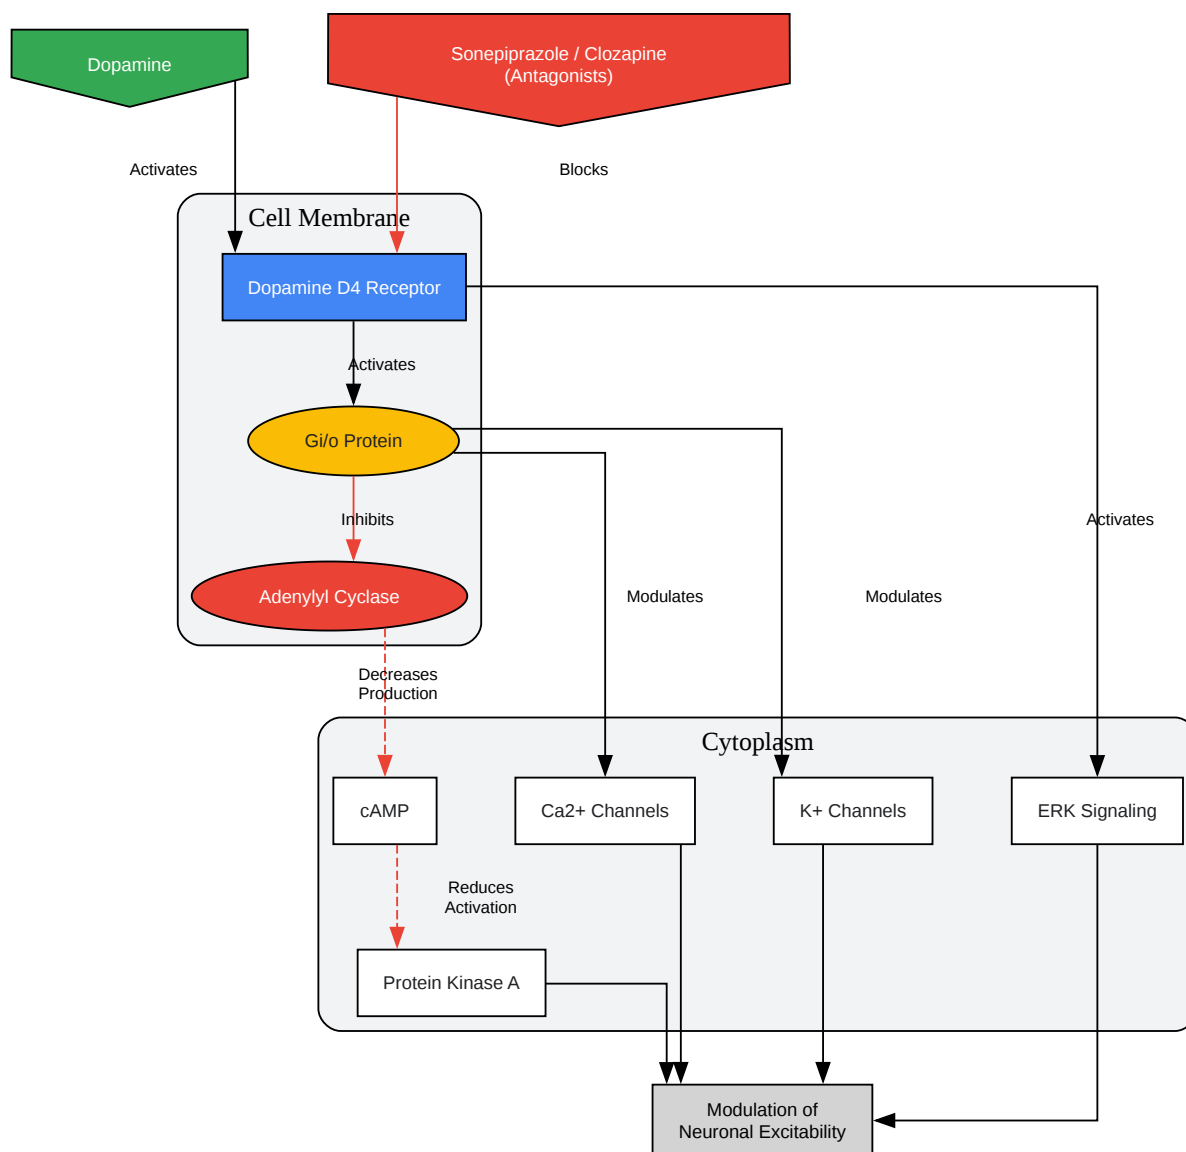 Dopamine
Sonepiprazole / Clozapine
(Antagonists)
Activates
Blocks
Cell Membrane
Dopamine D4 Receptor
Activates
Gi/o Protein
Inhibits
Activates
Adenylyl Cyclase
Modulates
Modulates
Decreases
Production
Cytoplasm
cAMP
Ca2+ Channels
K+ Channels
ERK Signaling
Reduces
Activation
Protein Kinase A
Modulation of
Neuronal Excitability